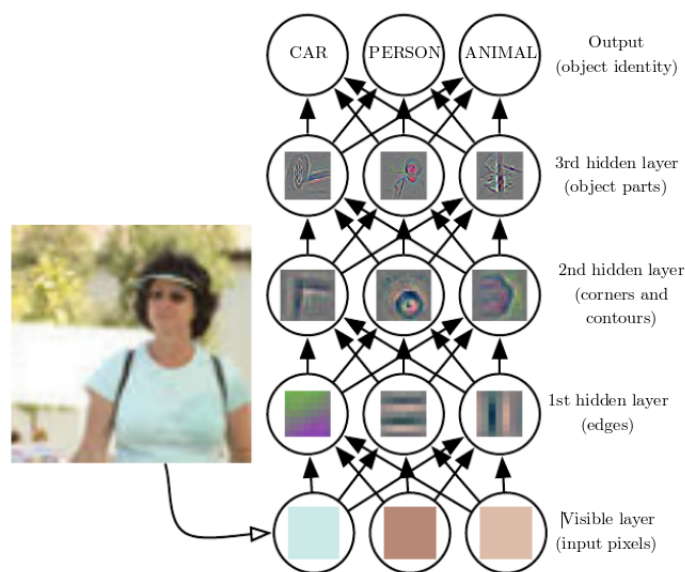 CAR PERSON ANIMAL
Output
(object identity)
3rd hidden layer
(object parts)
2nd hidden layer
(corners and
contours)
1st hidden layer
(edges)
Visible layer
(input pixels)